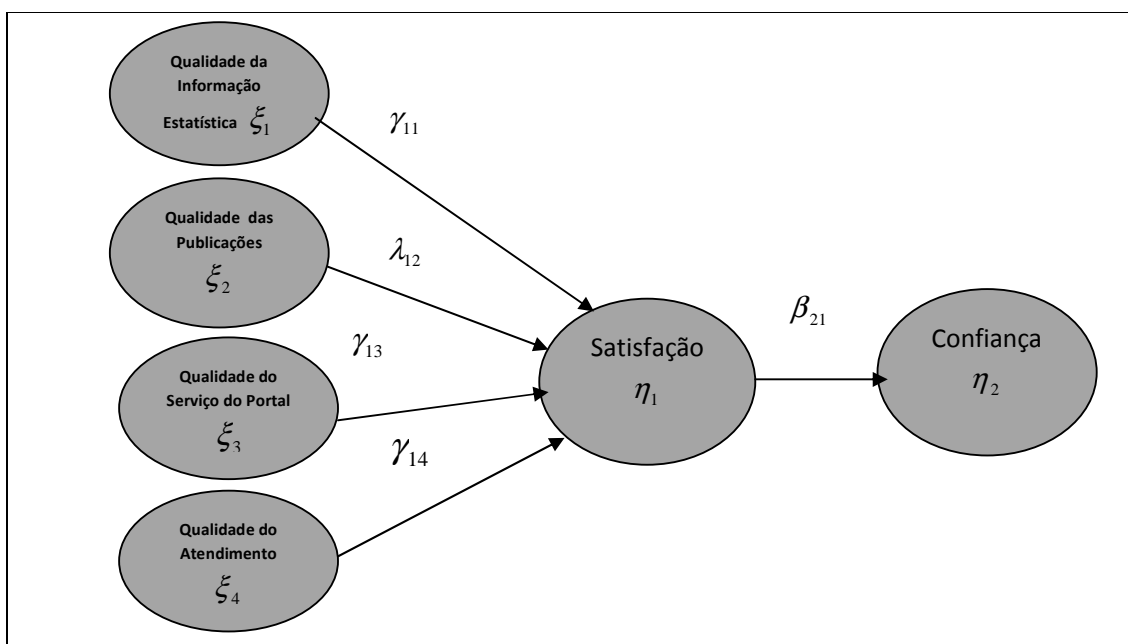 Qualidade da
Informação
Estatística ξ₁
γ₁₁
Qualidade das
Publicações
ξ₂
λ₁₂
γ₁₃
Qualidade do
Serviço do Portal
ξ₃
γ₁₄
Qualidade do
Atendimento
ξ₄
Satisfação
η₁
β₂₁
Confiança
η₂